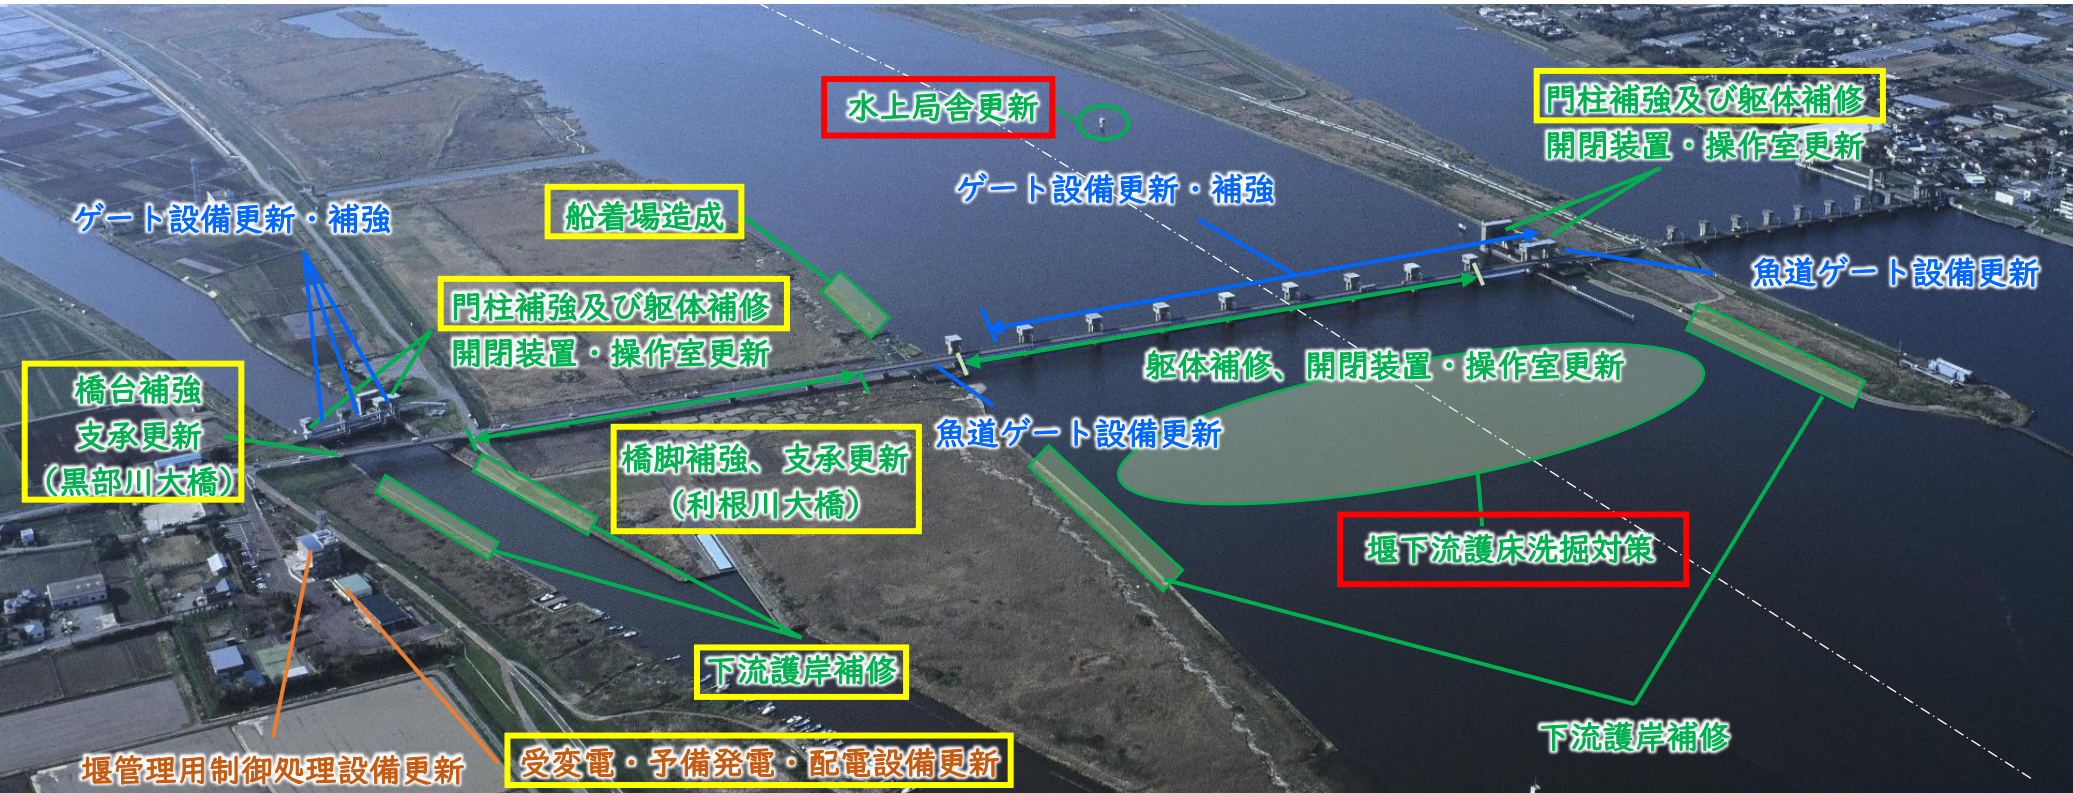 水上局舎更新
門柱補強及び躯体補修
開閉装置・操作室更新
ゲート設備更新・補強
ゲート設備更新・補強
船着場造成
魚道ゲート設備更新
門柱補強及び躯体補修
開閉装置・操作室更新
躯体補修、開閉装置・操作室更新
橋台補強
支承更新
(黒部川大橋)
魚道ゲート設備更新
橋脚補強、支承更新
(利根川大橋)
堰下流護床洗掘対策
下流護岸補修
下流護岸補修
堰管理用制御処理設備更新
受変電・予備発電・配電設備更新